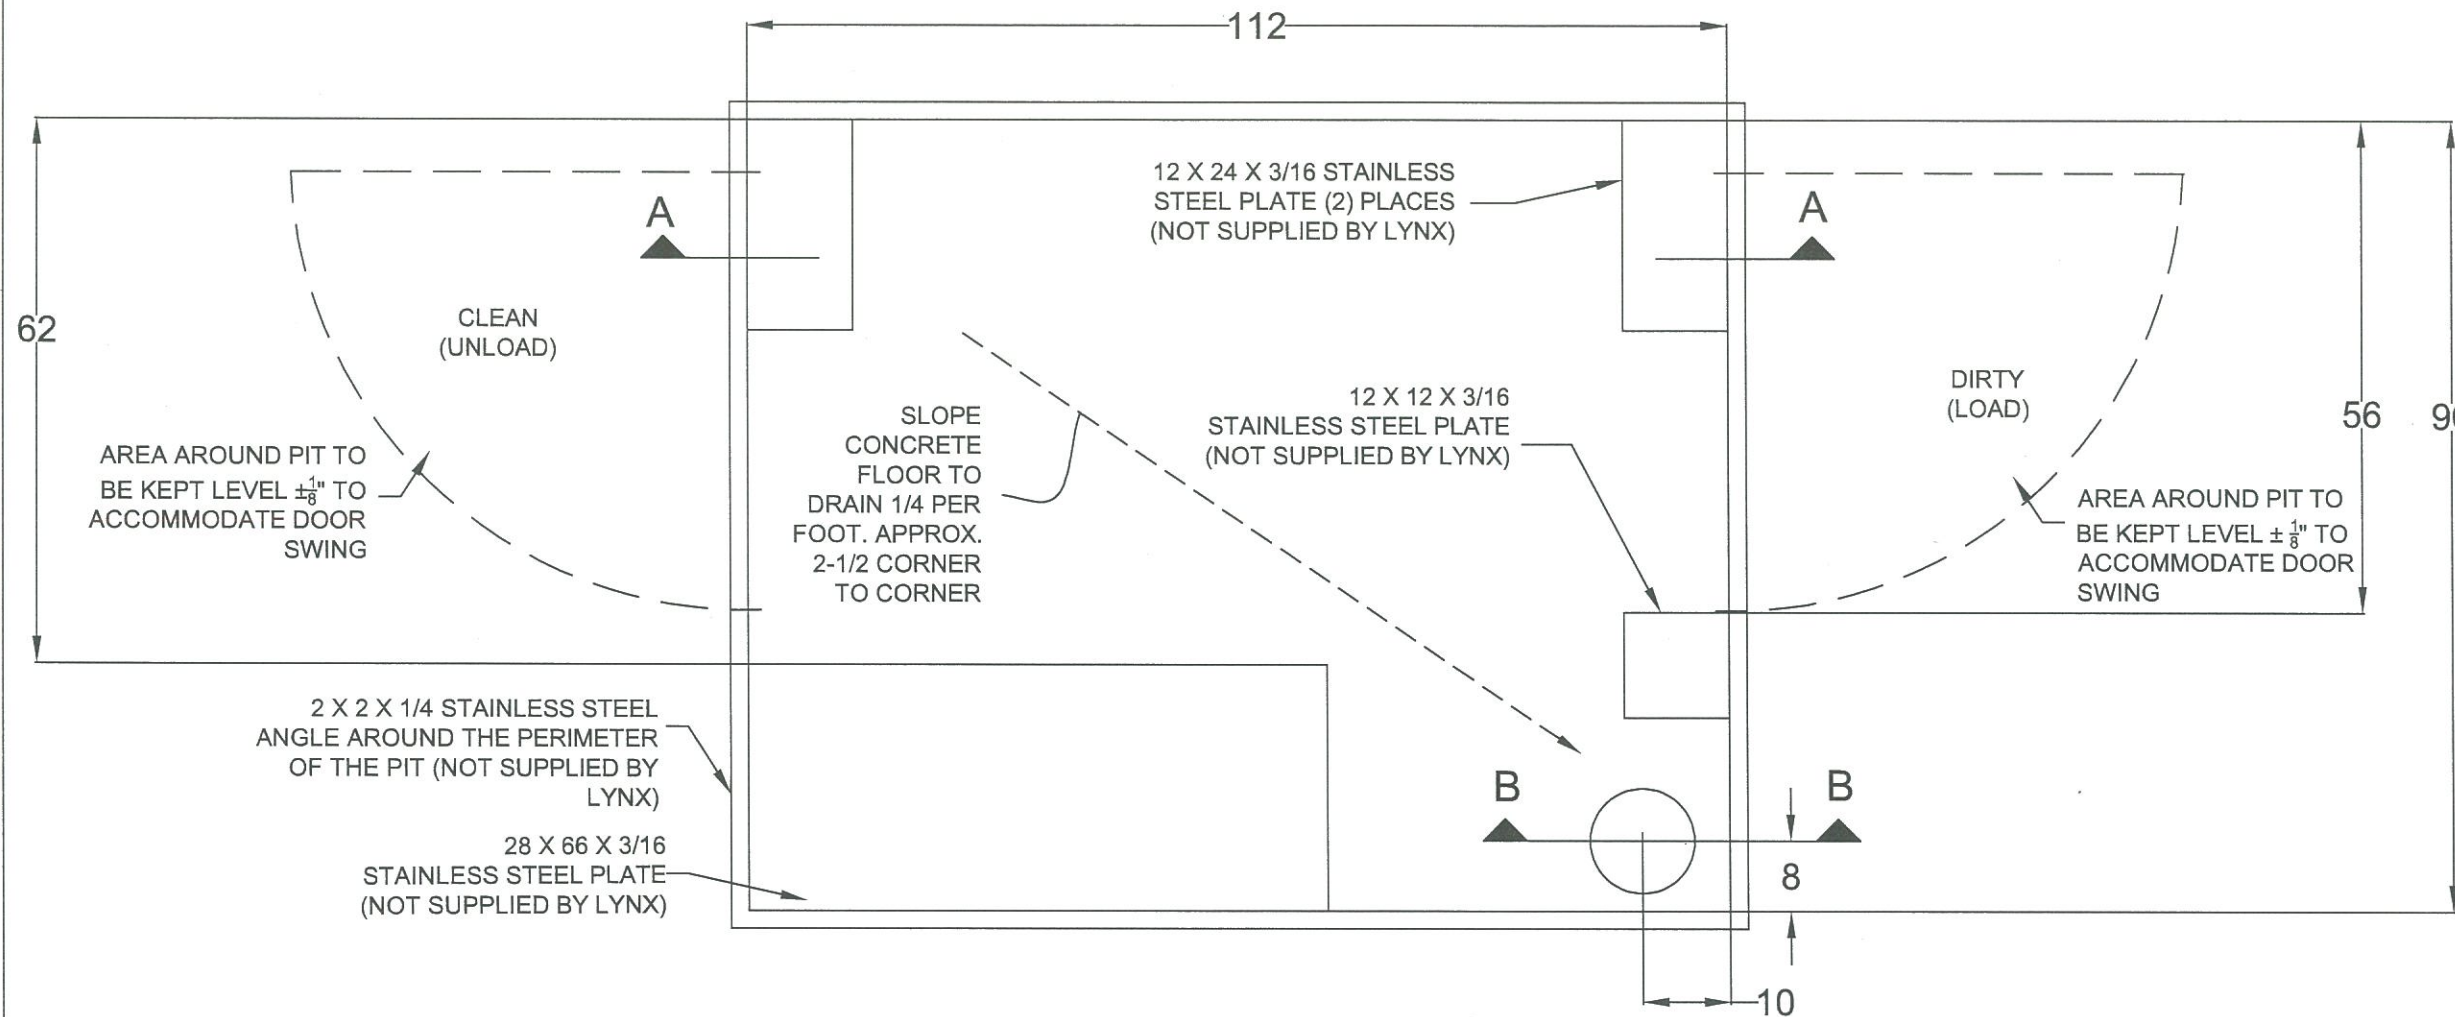 112
12 X 24 X 3/16 STAINLESS
STEEL PLATE (2) PLACES
(NOT SUPPLIED BY LYNX)
A
A
62
CLEAN
(UNLOAD)
DIRTY
(LOAD)
12 X 12 X 3/16
STAINLESS STEEL PLATE
(NOT SUPPLIED BY LYNX)
56
SLOPE
CONCRETE
FLOOR TO
DRAIN 1/4 PER
FOOT. APPROX.
2-1/2 CORNER
TO CORNER
AREA AROUND PIT TO
BE KEPT LEVEL ±1/8" TO
ACCOMMODATE DOOR
SWING
AREA AROUND PIT TO
BE KEPT LEVEL ± 1/8" TO
ACCOMMODATE DOOR
SWING
2 X 2 X 1/4 STAINLESS STEEL
ANGLE AROUND THE PERIMETER
OF THE PIT (NOT SUPPLIED BY
LYNX)
28 X 66 X 3/16
STAINLESS STEEL PLATE
(NOT SUPPLIED BY LYNX)
B
B
8
10